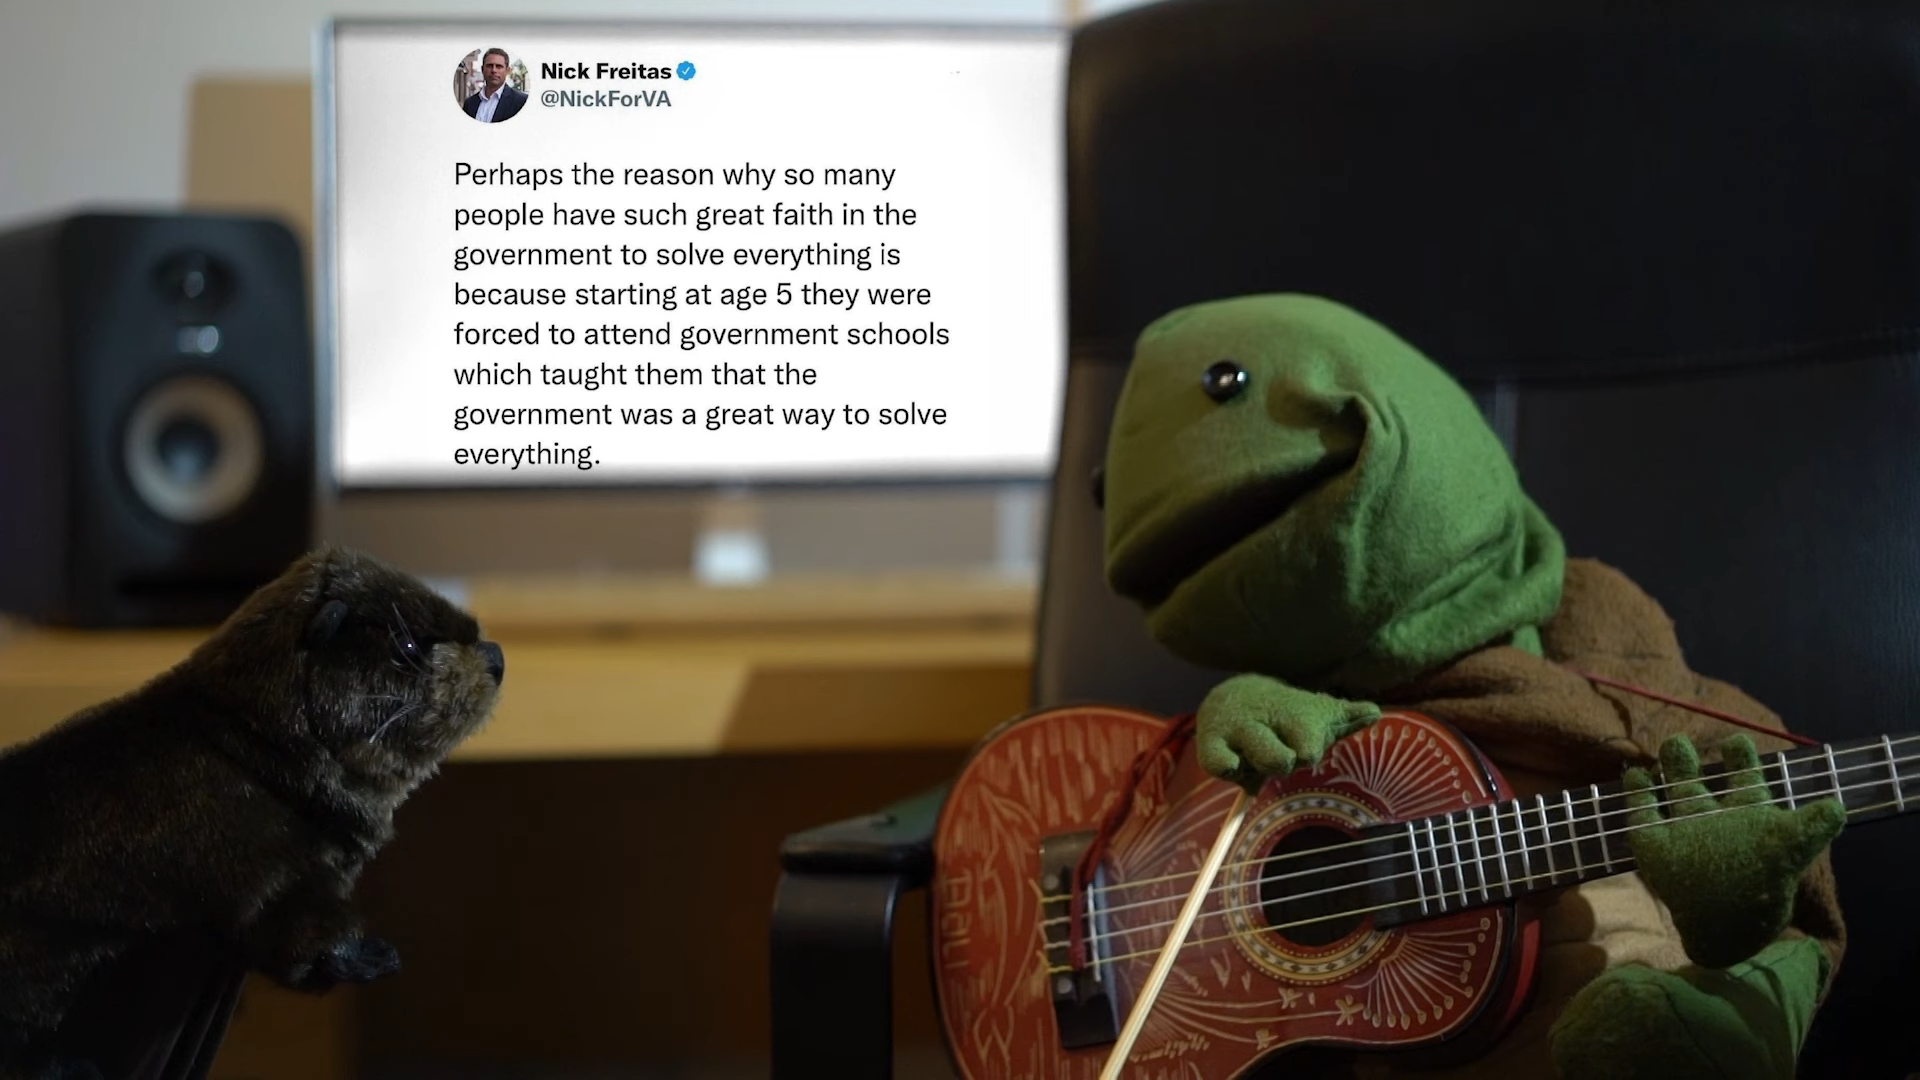 Nick Freitas
@NickForVA
Perhaps the reason why so many
people have such great faith in the
government to solve everything is
because starting at age 5 they were
forced to attend government schools
which taught them that the
government was a great way to solve
everything.